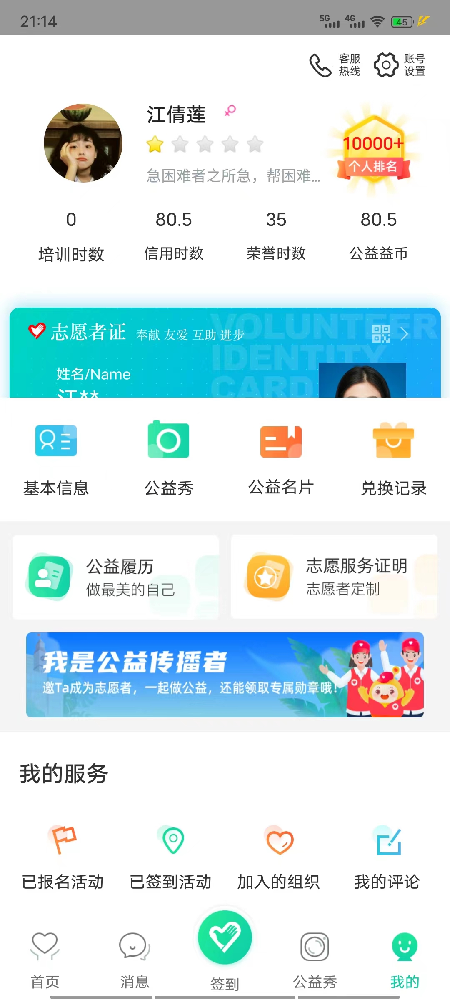 21:14
5G 4G 45
客服热线 账号设置
江倩莲
急困难者之所急，帮困难...
10000+
个人排名
0 80.5 35 80.5
培训时数 信用时数 荣誉时数 公益益币
VOLUNTEER
IDENTITY
CARD
志愿者证 奉献 友爱 互助 进步
姓名/Name
江**
基本信息 公益秀 公益名片 兑换记录
公益履历
做最美的自己
志愿服务证明
志愿者定制
我是公益传播者
邀Ta成为志愿者，一起做公益，还能领取专属勋章哦！
我的服务
已报名活动 已签到活动 加入的组织 我的评论
首页 消息 签到 公益秀 我的